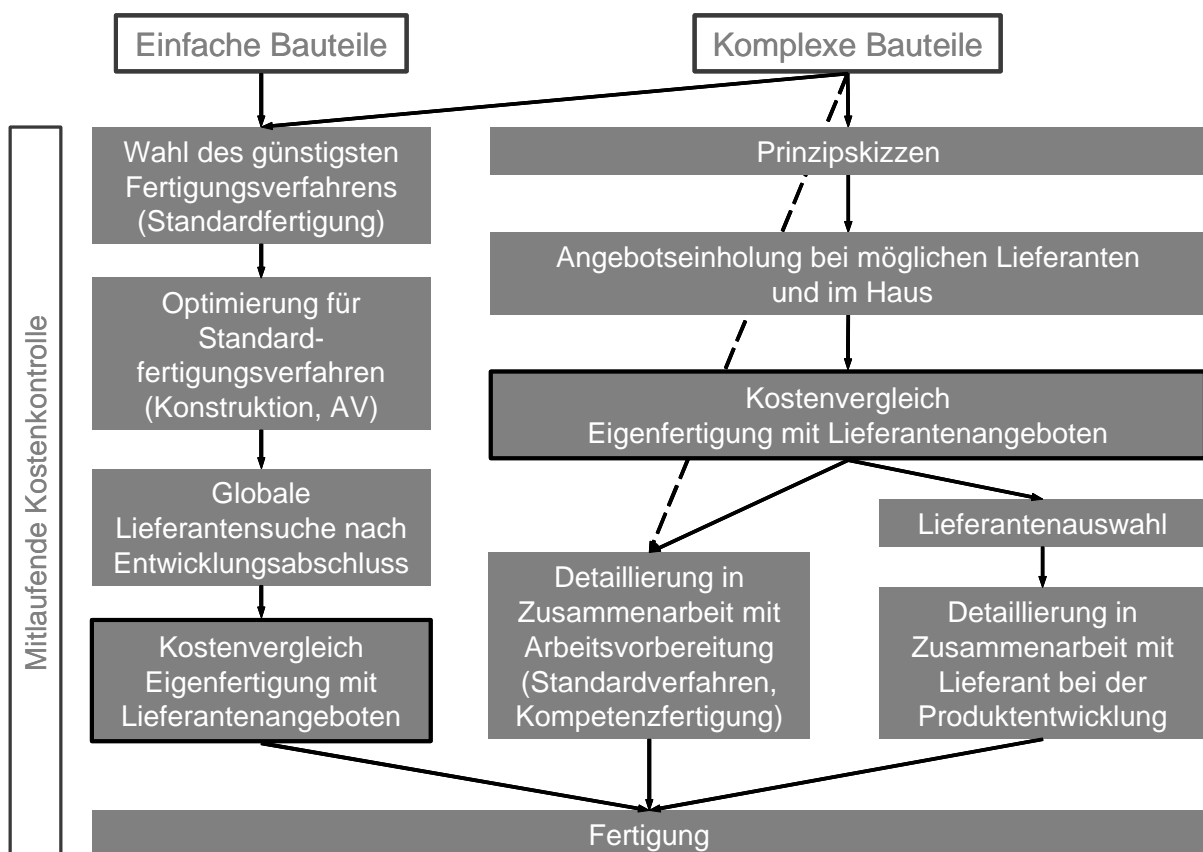 Einfache Bauteile
Komplexe Bauteile
Mitlaufende Kostenkontrolle
Wahl des günstigsten
Fertigungsverfahrens
(Standardfertigung)
Optimierung für
Standard-
fertigungsverfahren
(Konstruktion, AV)
Globale
Lieferantensuche nach
Entwicklungsabschluss
Kostenvergleich
Eigenfertigung mit
Lieferantenangeboten
Prinzipskizzen
Angebotseinholung bei möglichen Lieferanten
und im Haus
Kostenvergleich
Eigenfertigung mit Lieferantenangeboten
Detaillierung in
Zusammenarbeit mit
Arbeitsvorbereitung
(Standardverfahren,
Kompetenzfertigung)
Lieferantenauswahl
Detaillierung in
Zusammenarbeit mit
Lieferant bei der
Produktentwicklung
Fertigung